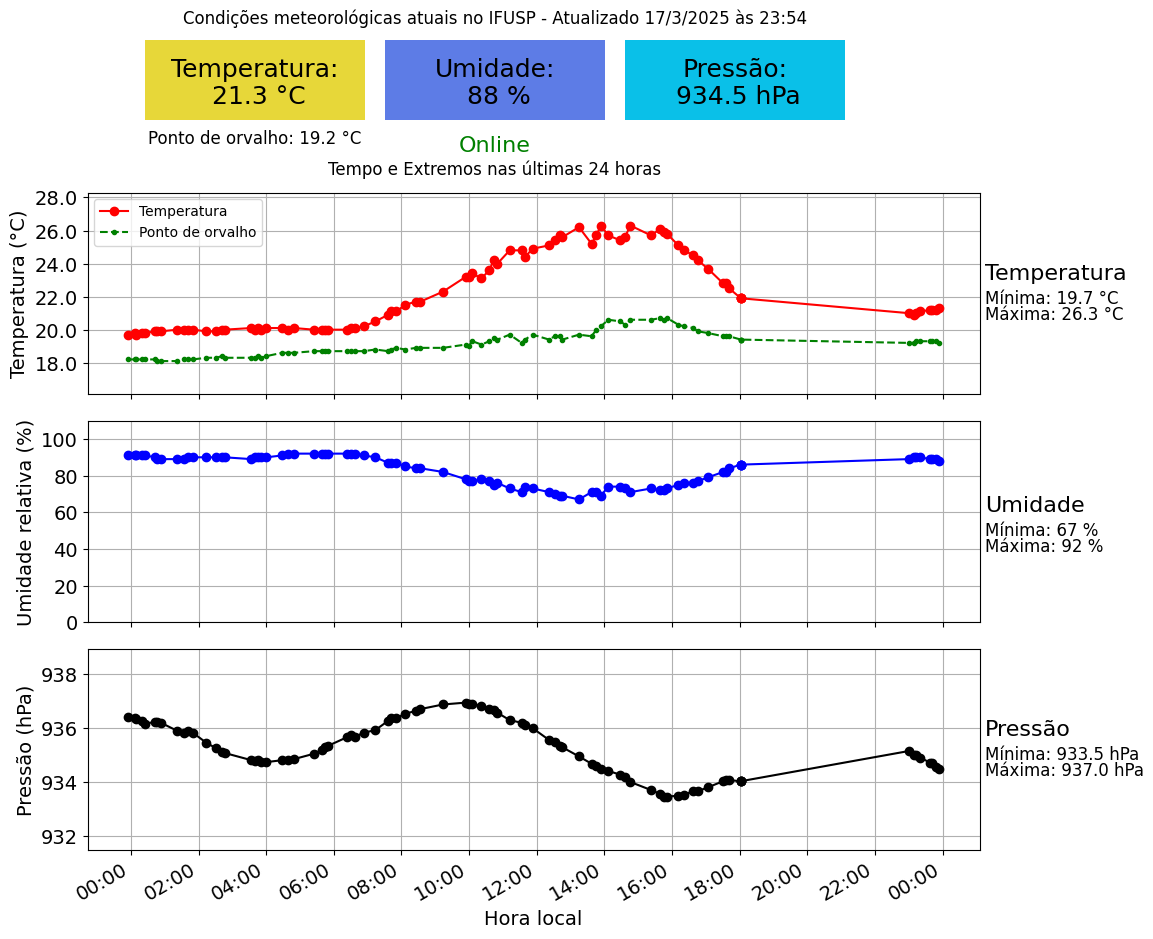 Condições meteorológicas atuais no IFUSP - Atualizado 17/3/2025 às 23:54
Temperatura:
21.3 °C
Umidade:
88 %
Pressão:
934.5 hPa
Ponto de orvalho: 19.2 °C
Online
Tempo e Extremos nas últimas 24 horas
Temperatura (°C)
28.0
26.0
24.0
22.0
20.0
18.0
Temperatura
Ponto de orvalho
Temperatura
Mínima: 19.7 °C
Máxima: 26.3 °C
Umidade relativa (%)
100
80
60
40
20
0
Umidade
Mínima: 67 %
Máxima: 92 %
Pressão (hPa)
938
936
934
932
Pressão
Mínima: 933.5 hPa
Máxima: 937.0 hPa
00:00 02:00 04:00 06:00 08:00 10:00 12:00 14:00 16:00 18:00 20:00 22:00 00:00
Hora local